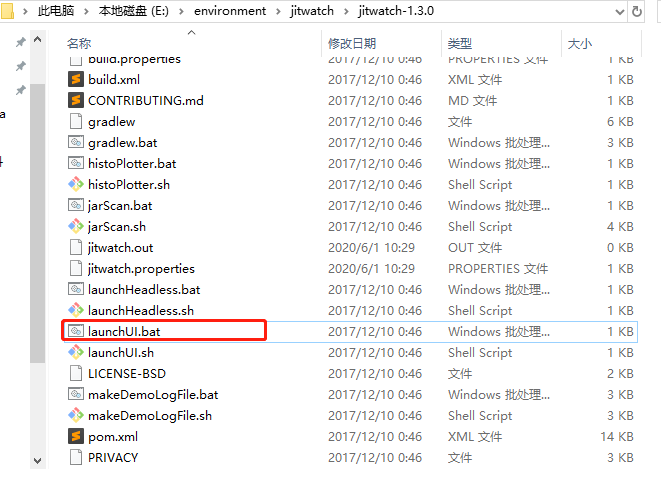 此电脑 › 本地磁盘 (E:) › environment › jitwatch › jitwatch-1.3.0
名称 修改日期 类型 大小
build.properties 2017/12/10 0:46 PROPERTIES 文件 1 KB
build.xml 2017/12/10 0:46 XML 文件 1 KB
CONTRIBUTING.md 2017/12/10 0:46 MD 文件 1 KB
gradlew 2017/12/10 0:46 文件 6 KB
gradlew.bat 2017/12/10 0:46 Windows 批处理... 3 KB
histoPlotter.bat 2017/12/10 0:46 Windows 批处理... 1 KB
histoPlotter.sh 2017/12/10 0:46 Shell Script 1 KB
jarScan.bat 2017/12/10 0:46 Windows 批处理... 1 KB
jarScan.sh 2017/12/10 0:46 Shell Script 4 KB
jitwatch.out 2020/6/1 10:29 OUT 文件 0 KB
jitwatch.properties 2020/6/1 10:29 PROPERTIES 文件 1 KB
launchHeadless.bat 2017/12/10 0:46 Windows 批处理... 1 KB
launchHeadless.sh 2017/12/10 0:46 Shell Script 1 KB
launchUI.bat 2017/12/10 0:46 Windows 批处理... 1 KB
launchUI.sh 2017/12/10 0:46 Shell Script 1 KB
LICENSE-BSD 2017/12/10 0:46 文件 2 KB
makeDemoLogFile.bat 2017/12/10 0:46 Windows 批处理... 3 KB
makeDemoLogFile.sh 2017/12/10 0:46 Shell Script 3 KB
pom.xml 2017/12/10 0:46 XML 文件 14 KB
PRIVACY 2017/12/10 0:46 文件 3 KB